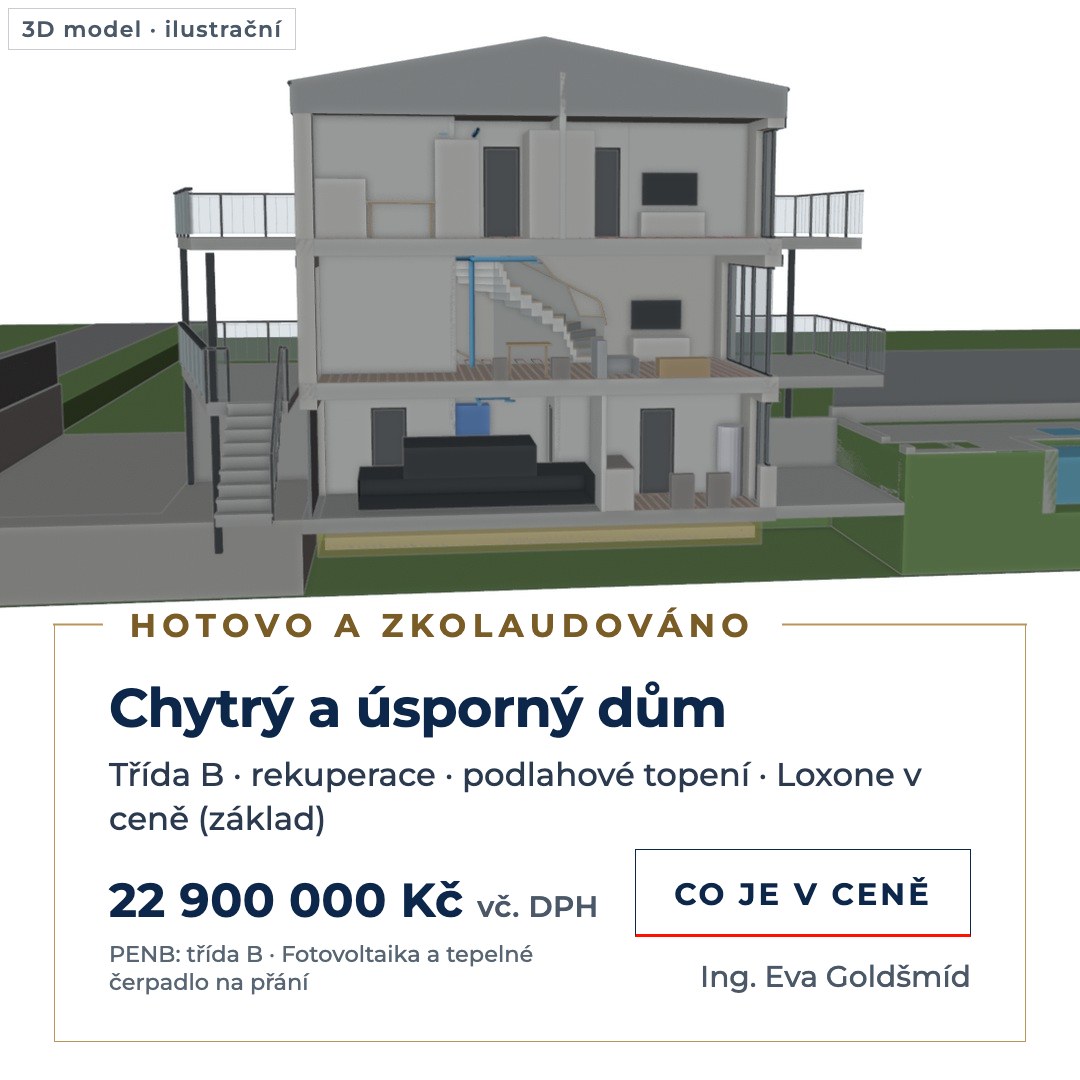 3D model · ilustrační
HOTOVO A ZKOLAUDOVÁNO
Chytrý a úsporný dům
Třída B · rekuperace · podlahové topení · Loxone v
ceně (základ)
22 900 000 Kč vč. DPH
CO JE V CENĚ
PENB: třída B · Fotovoltaika a tepelné
čerpadlo na přání
Ing. Eva Goldšmíd